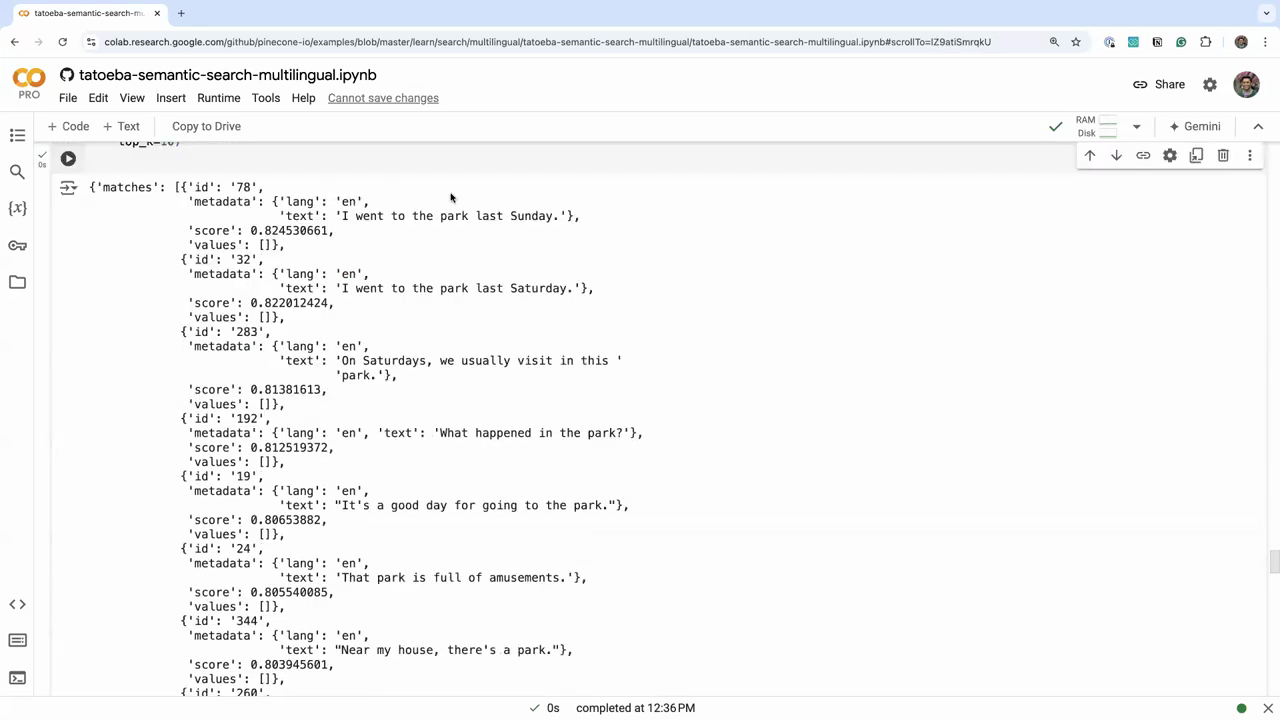 tatoeba-semantic-search-mu
colab.research.google.com/github/pinecone-io/examples/blob/master/learn/search/multilingual/tatoeba-semantic-search-multilingual/tatoeba-semantic-search-multilingual.ipynb#scrollTo=IZ9atiSmrqkU
PRO
tatoeba-semantic-search-multilingual.ipynb
File Edit View Insert Runtime Tools Help Cannot save changes
Share
+ Code + Text Copy to Drive
RAM
Disk
Gemini
top_k=10)
0s
{'matches': [{'id': '78',
'metadata': {'lang': 'en',
'text': 'I went to the park last Sunday.'},
'score': 0.824530661,
'values': []},
{'id': '32',
'metadata': {'lang': 'en',
'text': 'I went to the park last Saturday.'},
'score': 0.822012424,
'values': []},
{'id': '283',
'metadata': {'lang': 'en',
'text': 'On Saturdays, we usually visit in this '
'park.'},
'score': 0.81381613,
'values': []},
{'id': '192',
'metadata': {'lang': 'en', 'text': 'What happened in the park?'},
'score': 0.812519372,
'values': []},
{'id': '19',
'metadata': {'lang': 'en',
'text': "It's a good day for going to the park."},
'score': 0.80653882,
'values': []},
{'id': '24',
'metadata': {'lang': 'en',
'text': 'That park is full of amusements.'},
'score': 0.805540085,
'values': []},
{'id': '344',
'metadata': {'lang': 'en',
'text': "Near my house, there's a park."},
'score': 0.803945601,
'values': []},
{'id': '260',
0s completed at 12:36 PM